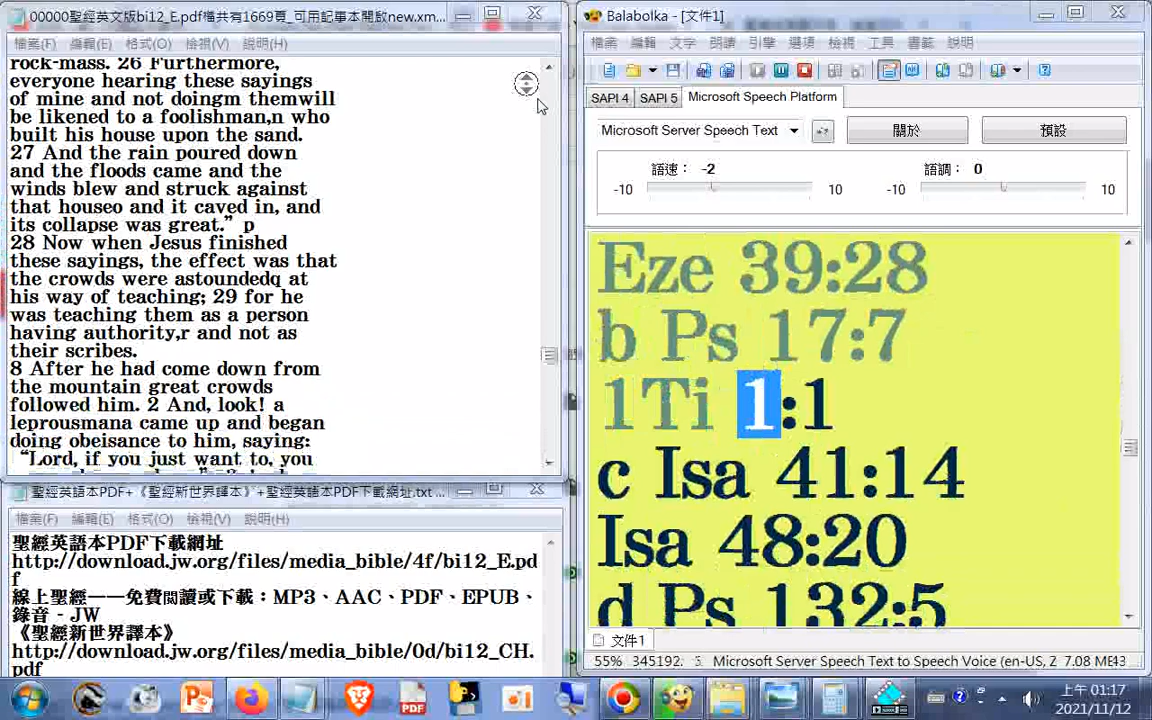 00000聖經英文版bi12_E.pdf檔共有1669頁_可用記事本開啟new.xm...
檔案(F) 編輯(E) 格式(O) 檢視(V) 說明(H)
rock-mass. 26 Furthermore,
everyone hearing these sayings
of mine and not doingm themwill
be likened to a foolishman,n who
built his house upon the sand.
27 And the rain poured down
and the floods came and the
winds blew and struck against
that houseo and it caved in, and
its collapse was great.” p
28 Now when Jesus finished
these sayings, the effect was that
the crowds were astoundedq at
his way of teaching; 29 for he
was teaching them as a person
having authority,r and not as
their scribes.
8 After he had come down from
the mountain great crowds
followed him. 2 And, look! a
leprousmana came up and began
doing obeisance to him, saying:
“Lord, if you just want to, you
聖經英語本PDF+《聖經新世界譯本》+聖經英語本PDF下載網址.txt ...
檔案(F) 編輯(E) 格式(O) 檢視(V) 說明(H)
聖經英語本PDF下載網址
http://download.jw.org/files/media_bible/4f/bi12_E.pd
f
線上聖經——免費閱讀或下載：MP3、AAC、PDF、EPUB、
錄音 - JW
《聖經新世界譯本》
http://download.jw.org/files/media_bible/0d/bi12_CH.
pdf
Balabolka - [文件1]
檔案 編輯 文字 朗讀 引擎 選項 檢視 工具 書籤 說明
SAPI 4 SAPI 5 Microsoft Speech Platform
Microsoft Server Speech Text 關於 預設
語速： -2 語調： 0
-10 10 -10 10
Eze 39:28
b Ps 17:7
1Ti 1:1
c Isa 41:14
Isa 48:20
d Ps 132:5
文件1
55% 345192. Microsoft Server Speech Text to Speech Voice (en-US, Z 7.08 ME43
上午 01:17
2021/11/12